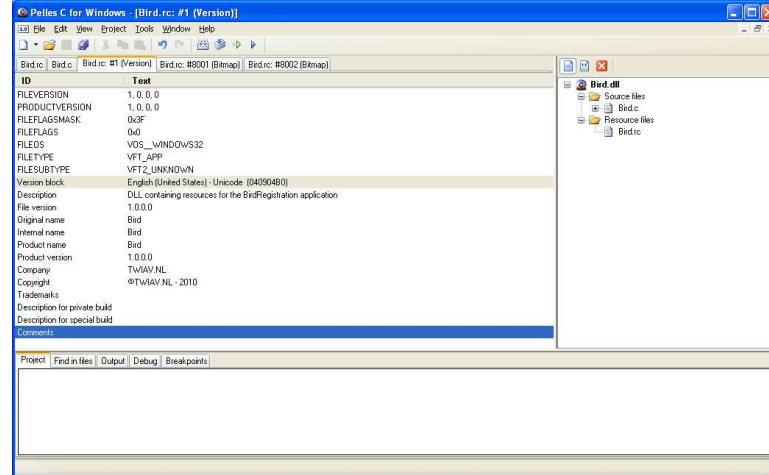 Pelles C for Windows - [Bird.rc: #1 (Version)]
File Edit View Project Tools Window Help
Bird.rc Bird.c Bird.rc: #1 (Version) Bird.rc: #8001 (Bitmap) Bird.rc: #8002 (Bitmap)
ID Text
FILEVERSION 1, 0, 0, 0
PRODUCTVERSION 1, 0, 0, 0
FILEFLAGSMASK 0x3F
FILEFLAGS 0x0
FILEOS VOS__WINDOWS32
FILETYPE VFT_APP
FILESUBTYPE VFT2_UNKNOWN
Version block English (United States) - Unicode (040904B0)
Description DLL containing resources for the BirdRegistration application
File version 1.0.0.0
Original name Bird
Internal name Bird
Product name Bird
Product version 1.0.0.0
Company TWIAV.NL
Copyright ©TWIAV.NL - 2010
Trademarks
Description for private build
Description for special build
Comments
Bird.dll
Source files
Bird.c
Resource files
Bird.rc
Project Find in files Output Debug Breakpoints